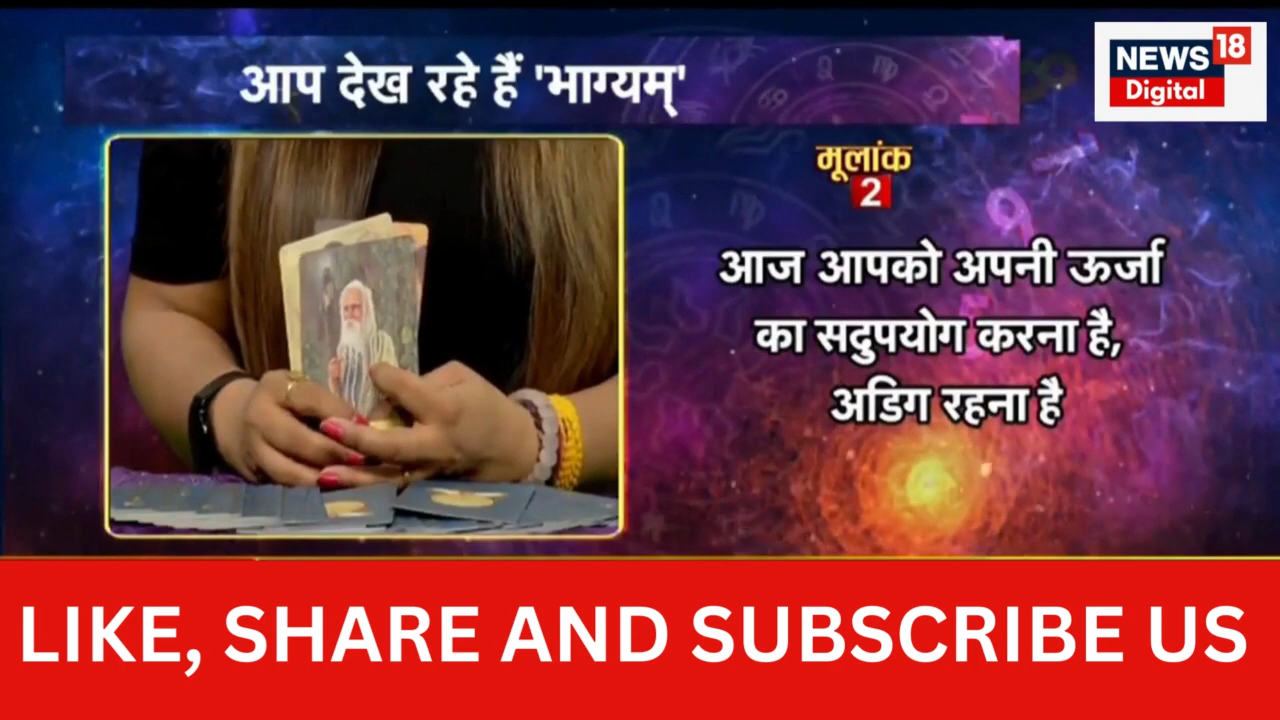 आप देख रहे हैं 'भाग्यम्'
NEWS 18
Digital
मूलांक
2
आज आपको अपनी ऊर्जा
का सदुपयोग करना है,
अडिग रहना है
LIKE, SHARE AND SUBSCRIBE US